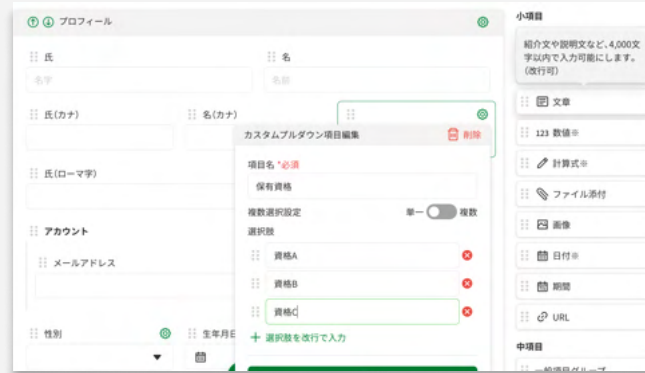 プロフィール
氏
名
名字
名前
氏(カナ)
名(カナ)
氏(ローマ字)
アカウント
メールアドレス
性別
生年月日
カスタムプルダウン項目編集
削除
項目名 *必須
保有資格
複数選択設定
単一
複数
選択肢
資格A
資格B
資格C
+ 選択肢を改行で入力
小項目
紹介文や説明文など、4,000文
字以内で入力可能にします。
(改行可)
文章
123 数値※
計算式※
ファイル添付
画像
日付※
期間
URL
中項目
一般項目グループ